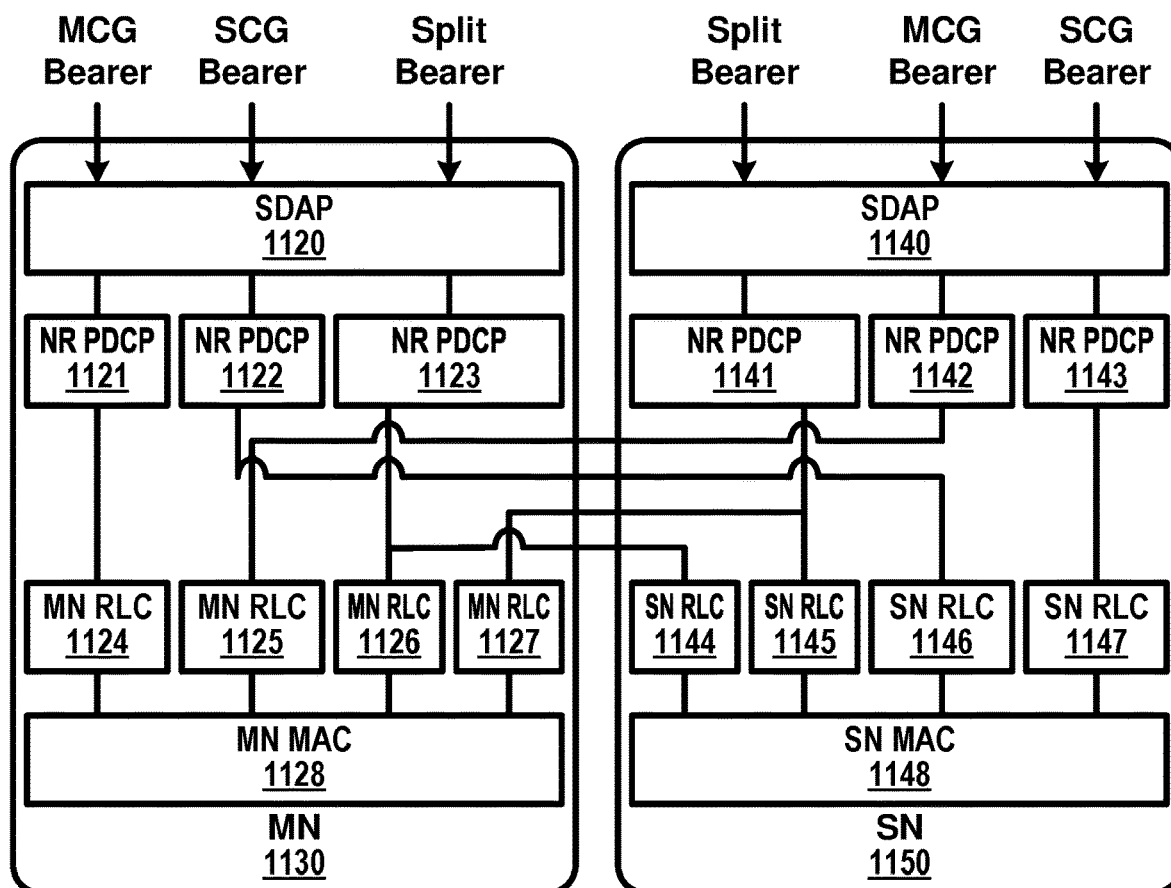 MCG
Bearer
SCG
Bearer
Split
Bearer
Split
Bearer
MCG
Bearer
SCG
Bearer
SDAP
1120
SDAP
1140
NR PDCP
1121
NR PDCP
1122
NR PDCP
1123
NR PDCP
1141
NR PDCP
1142
NR PDCP
1143
MN RLC
1124
MN RLC
1125
MN RLC
1126
MN RLC
1127
SN RLC
1144
SN RLC
1145
SN RLC
1146
SN RLC
1147
MN MAC
1128
SN MAC
1148
MN
1130
SN
1150